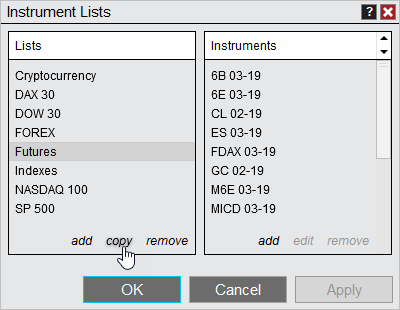 Instrument Lists
?
X
Lists
Cryptocurrency
DAX 30
DOW 30
FOREX
Futures
Indexes
NASDAQ 100
SP 500
add copy remove
Instruments
6B 03-19
6E 03-19
CL 02-19
ES 03-19
FDAX 03-19
GC 02-19
M6E 03-19
MICD 03-19
add edit remove
OK
Cancel
Apply